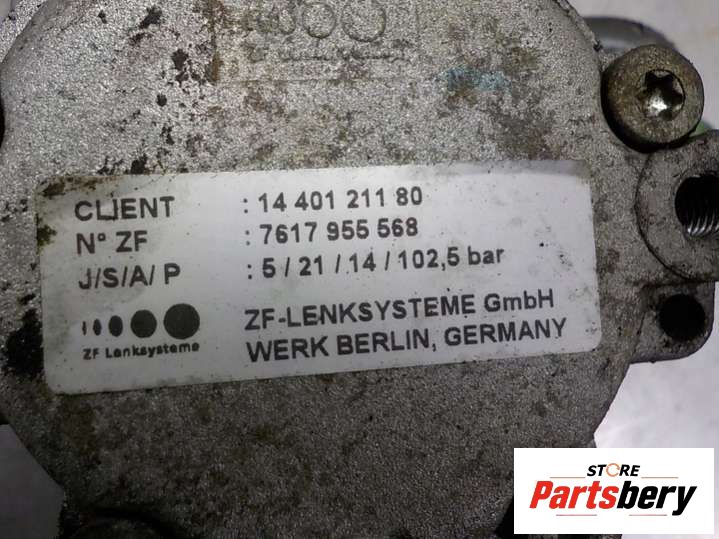 CLIENT : 14 401 211 80
Nº ZF : 7617 955 568
J/S/A/P : 5 / 21 / 14 / 102,5 bar
ZF-LENKSYSTEME GmbH
ZF Lenksysteme
WERK BERLIN, GERMANY
STORE
Partsbery